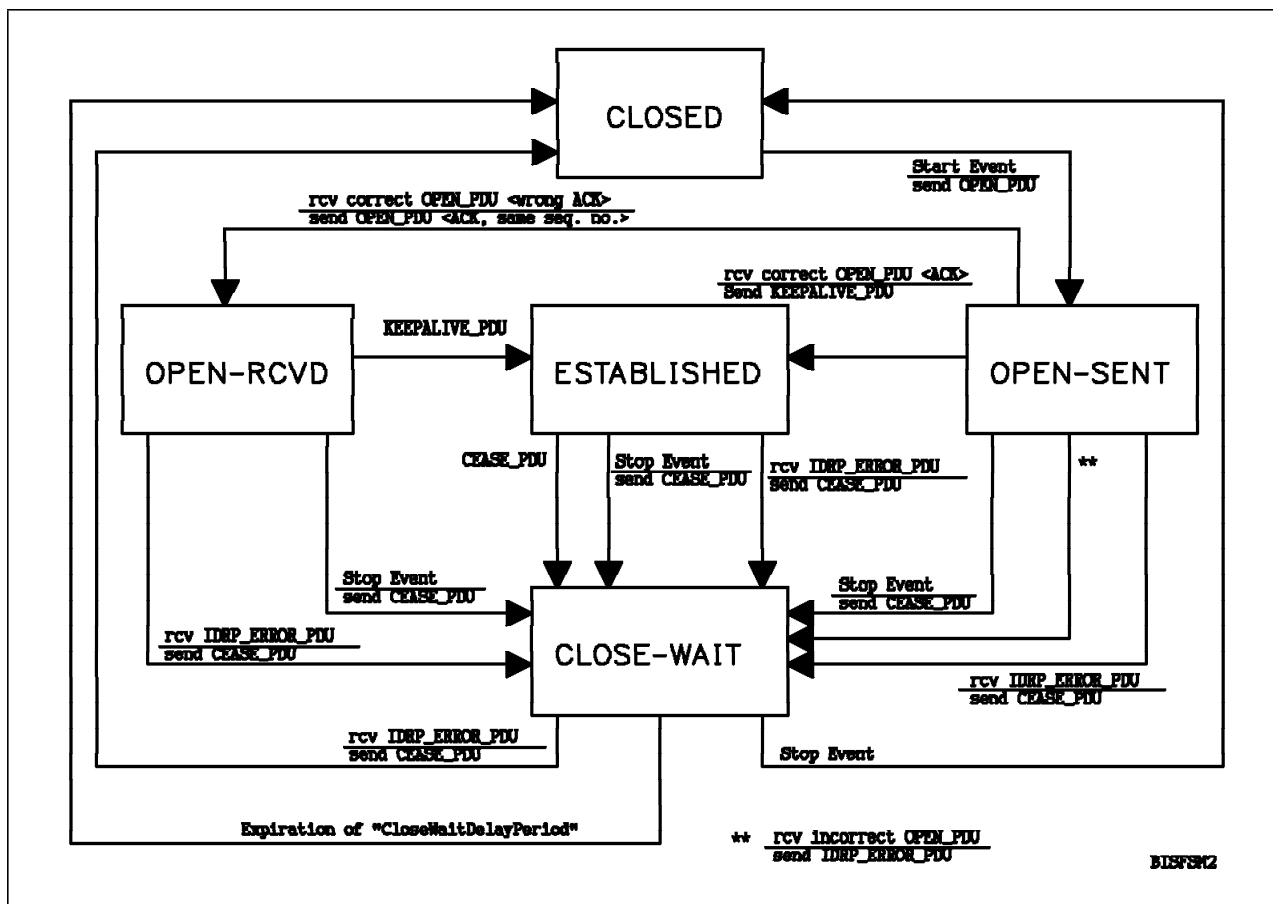 CLOSED
Start Event
send OPEN_PDU
rcv correct OPEN_PDU <wrong ACK>
send OPEN_PDU <ACK, same seq. no.>
rcv correct OPEN_PDU <ACK>
Send KEEPALIVE_PDU
KEEPALIVE_PDU
OPEN-RCVD
ESTABLISHED
OPEN-SENT
CEASE_PDU
Stop Event
send CEASE_PDU
rcv IDRP_ERROR_PDU
send CEASE_PDU
**
Stop Event
send CEASE_PDU
Stop Event
send CEASE_PDU
rcv IDRP_ERROR_PDU
send CEASE_PDU
CLOSE-WAIT
rcv IDRP_ERROR_PDU
send CEASE_PDU
rcv IDRP_ERROR_PDU
send CEASE_PDU
Stop Event
Expiration of "CloseWaitDelayPeriod"
** rcv incorrect OPEN_PDU
send IDRP_ERROR_PDU
BISFSM2